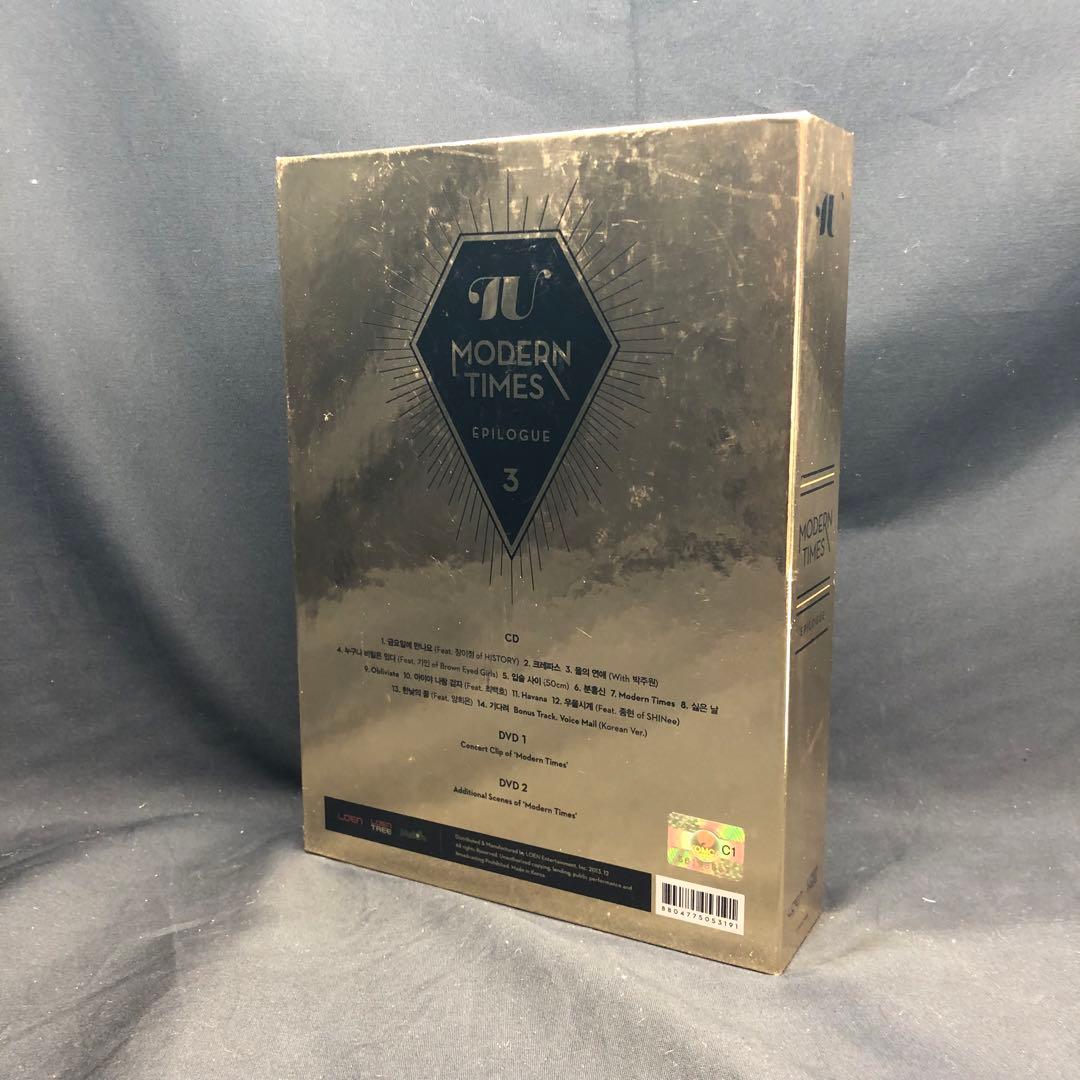 IU
MODERN
TIMES
EPILOGUE
3
CD
1. 금요일에 만나요 (Feat. 장이정 of HISTORY) 2. 크레파스 3. 을의 연애 (With 박주원)
4. 누구나 비밀은 있다 (Feat. 가인 of Brown Eyed Girls) 5. 입술 사이 (50cm) 6. 분홍신 7. Modern Times 8. 싫은 날
9. Obliviate 10. 아이야 나랑 걷자 (Feat. 최백호) 11. Havana 12. 우울시계 (Feat. 종현 of SHINee)
13. 한낮의 꿈 (Feat. 양희은) 14. 기다려 Bonus Track. Voice Mail (Korean Ver.)
DVD 1
Concert Clip of 'Modern Times'
DVD 2
Additional Scenes of 'Modern Times'
LOEN
LOEN
TREE
Distributed & Manufactured by LOEN Entertainment, Inc. 2013. 12
All rights Reserved. Unauthorized copying, lending, public performance and
broadcasting Prohibited. Made in Korea
C1
8804775053191
IU
MODERN
TIMES
EPILOGUE